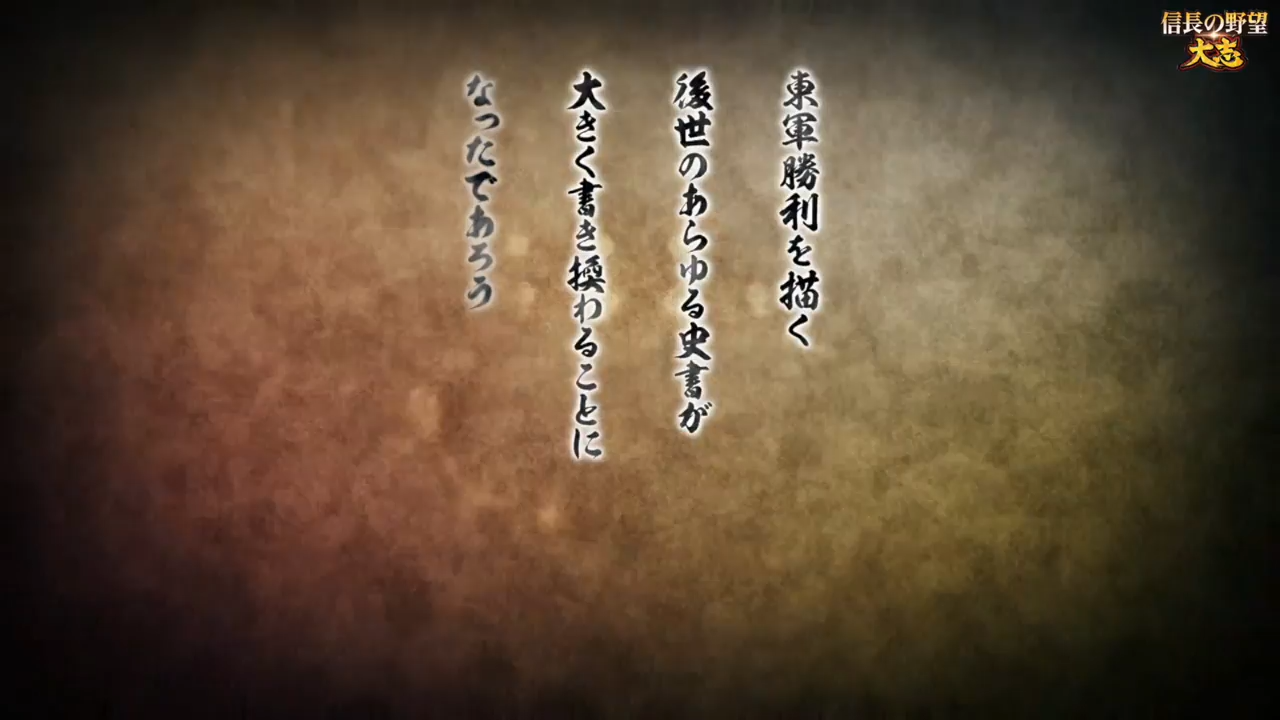 東軍勝利を描く
後世のあらゆる史書が
大きく書き換わることに
なったであろう
信長の野望
大志